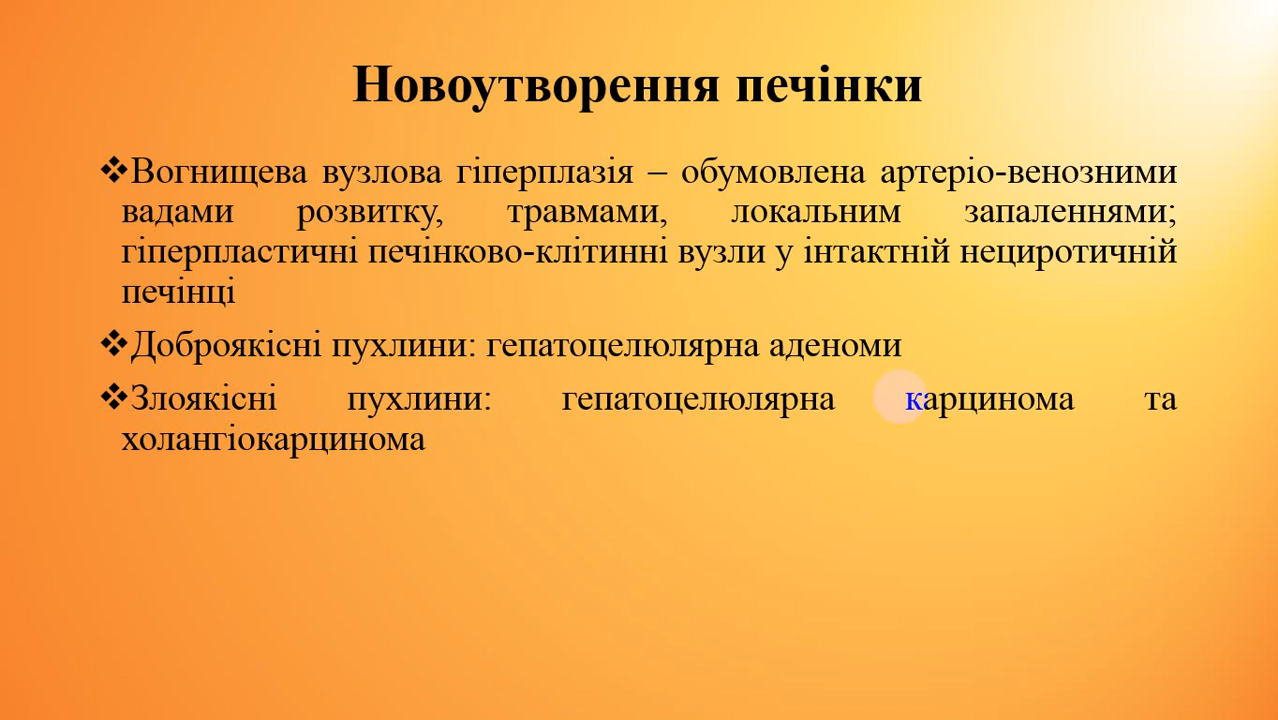 Новоутворення печінки
❖Вогнищева вузлова гіперплазія – обумовлена артеріо-венозними
вадами розвитку, травмами, локальним запаленнями;
гіперпластичні печінково-клітинні вузли у інтактній нециротичній
печінці
❖Доброякісні пухлини: гепатоцелюлярна аденоми
❖Злоякісні пухлини: гепатоцелюлярна карцинома та
холангіокарцинома